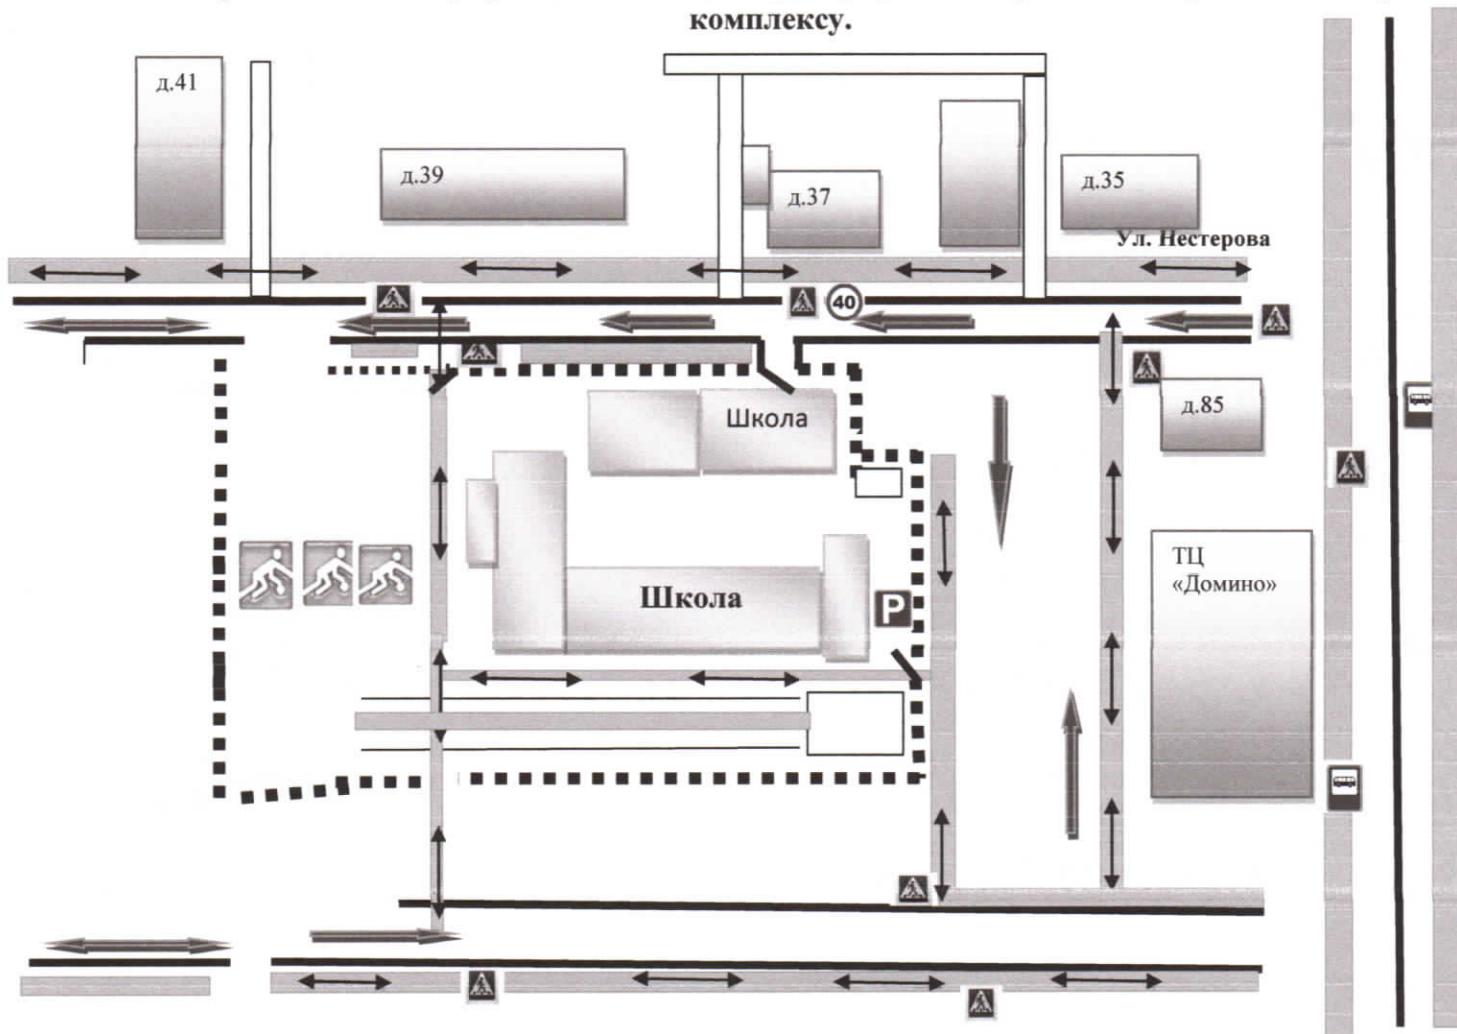 комплексу.
д.41
д.39
д.37
д.35
Ул. Нестерова
40
д.85
Школа
ТЦ
«Домино»
Школа
P